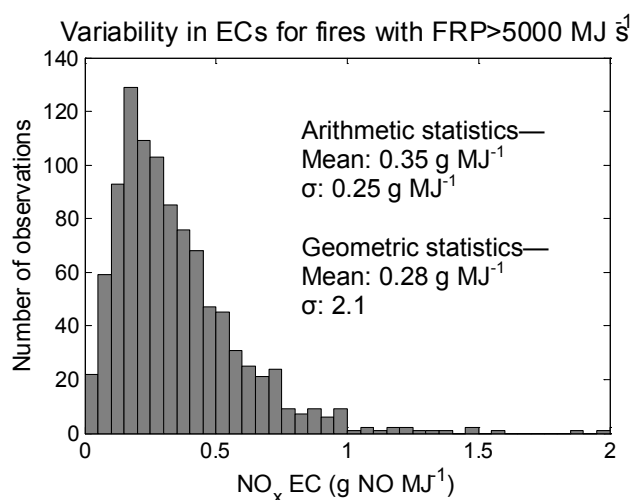 Variability in ECs for fires with FRP>5000 MJ s⁻¹
140
120
100
80
60
40
20
0
Number of observations
Arithmetic statistics—
Mean: 0.35 g MJ⁻¹
σ: 0.25 g MJ⁻¹
Geometric statistics—
Mean: 0.28 g MJ⁻¹
σ: 2.1
0 0.5 1 1.5 2
NOₓ EC (g NO MJ⁻¹)